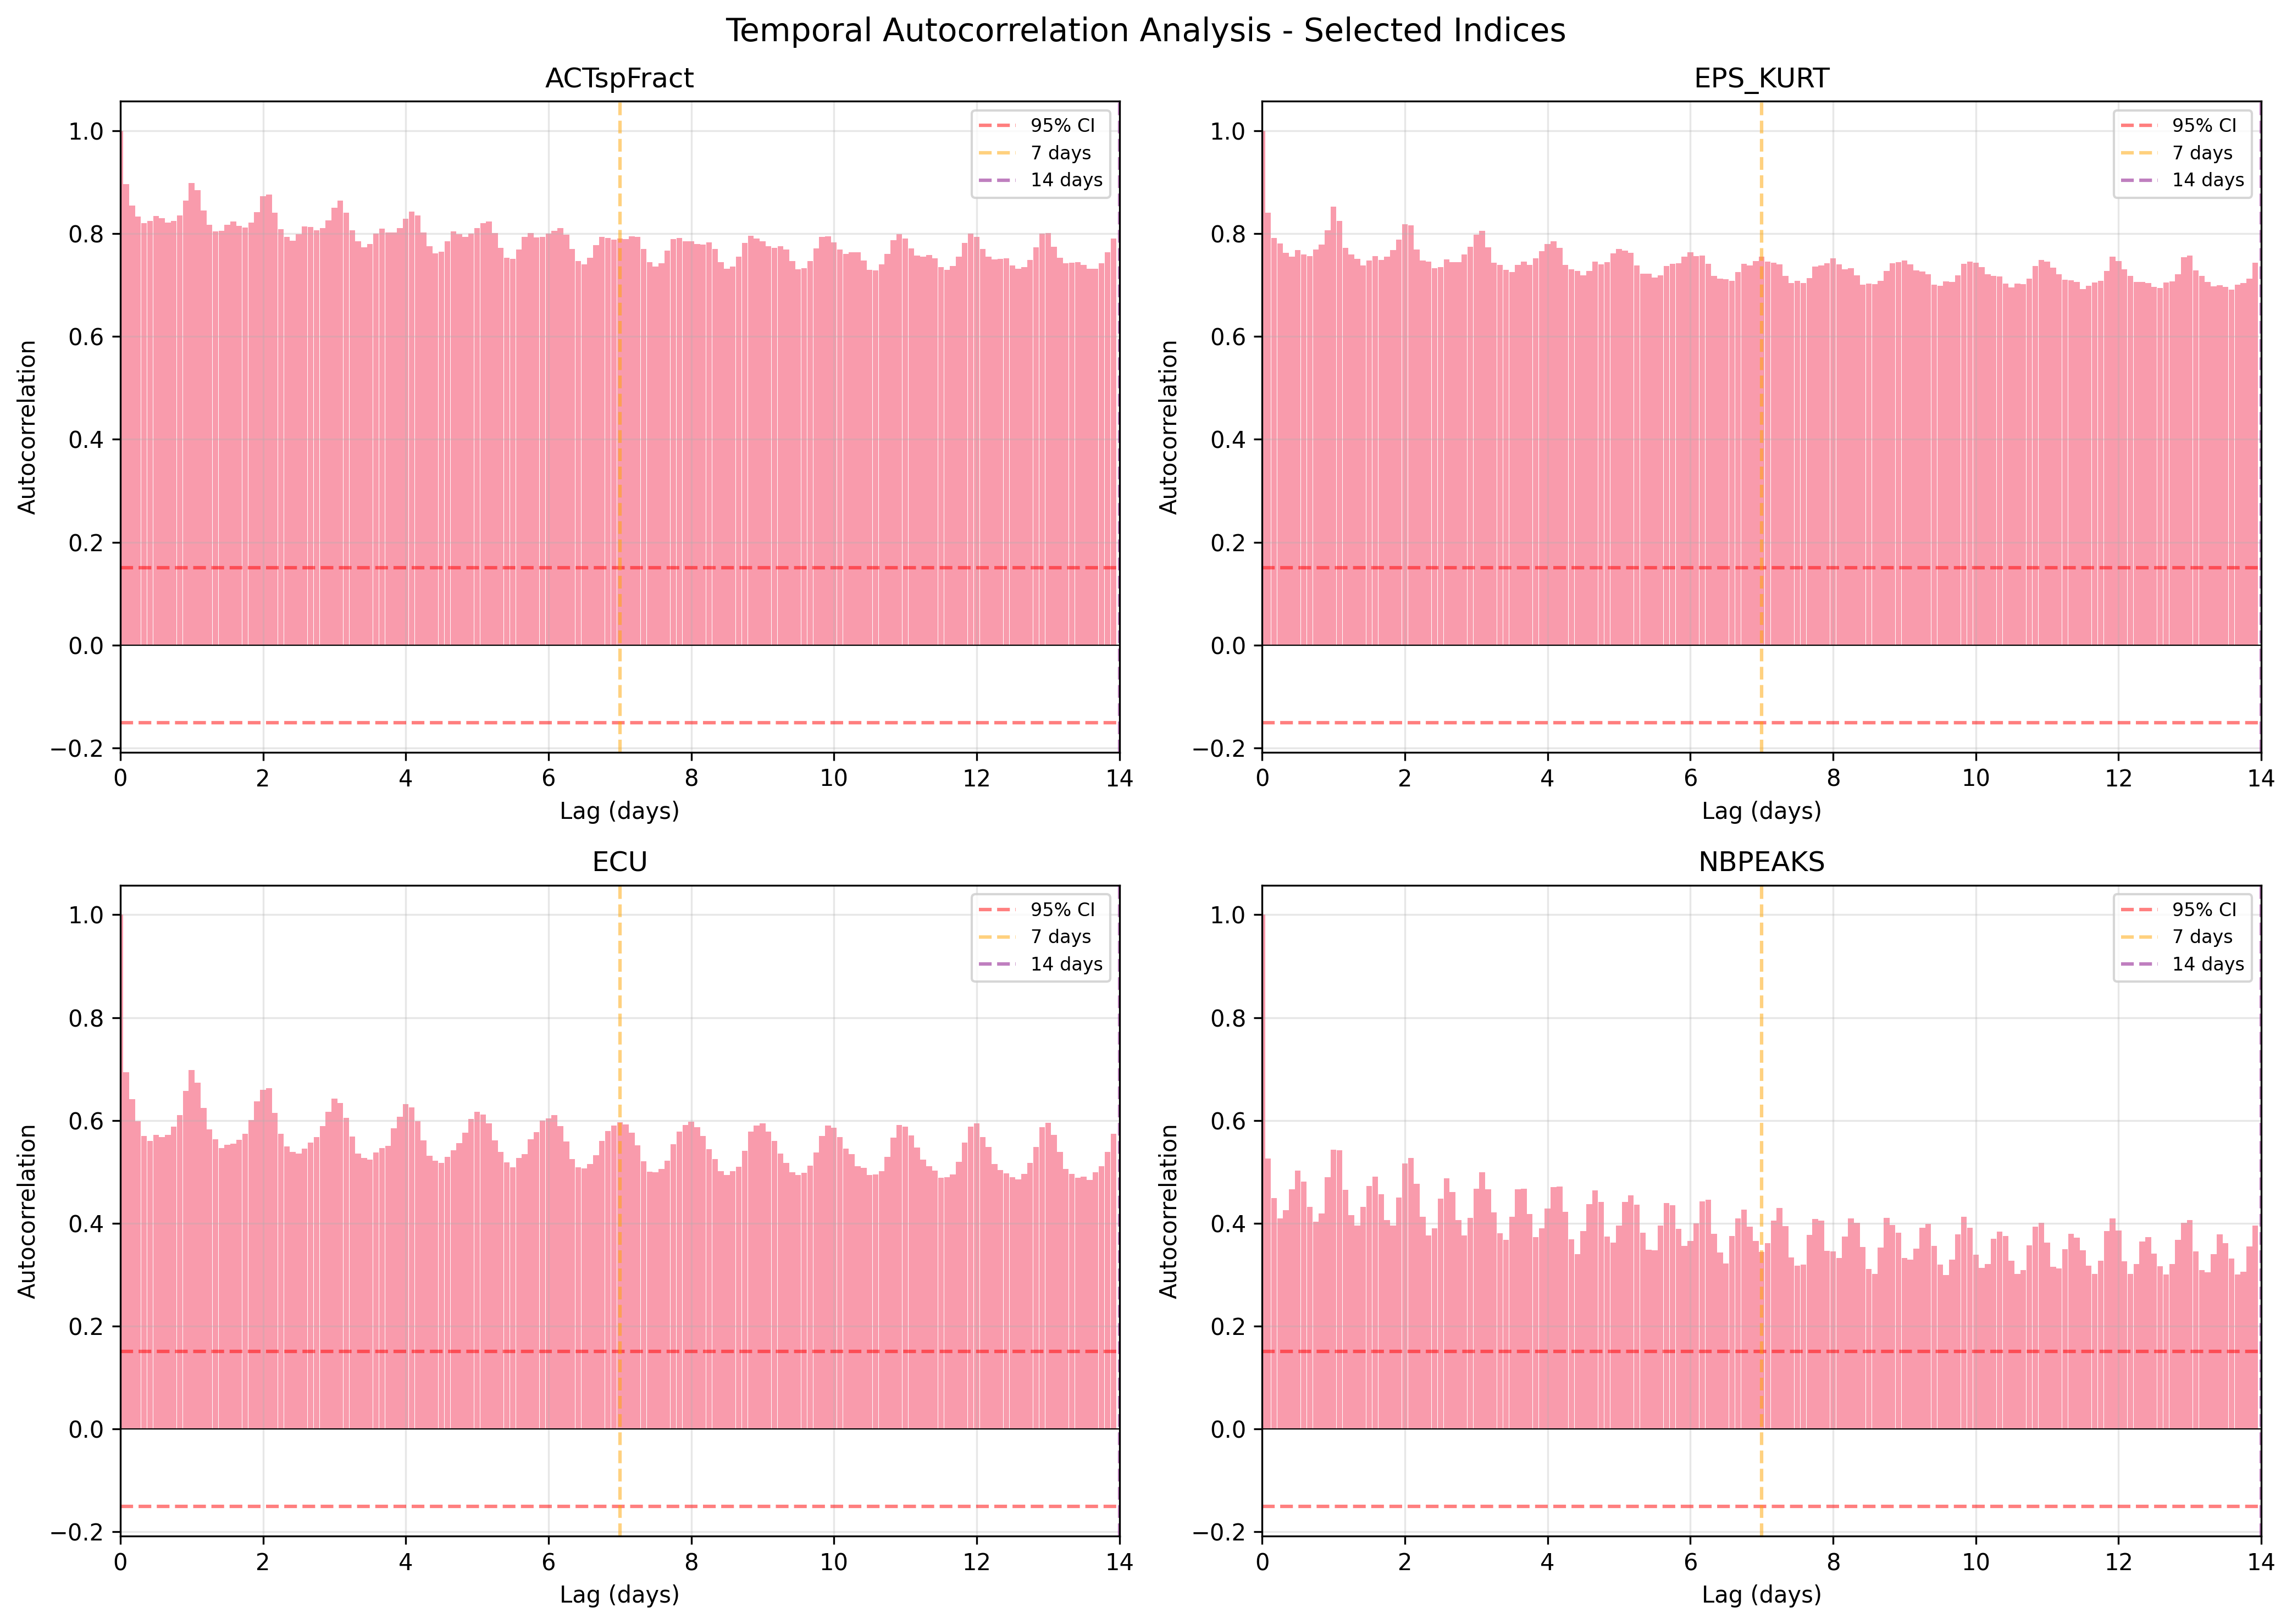 Temporal Autocorrelation Analysis - Selected Indices
ACTspFract
1.0
0.8
0.6
0.4
0.2
0.0
−0.2
Autocorrelation
0 2 4 6 8 10 12 14
Lag (days)
95% CI
7 days
14 days
EPS_KURT
1.0
0.8
0.6
0.4
0.2
0.0
−0.2
Autocorrelation
0 2 4 6 8 10 12 14
Lag (days)
95% CI
7 days
14 days
ECU
1.0
0.8
0.6
0.4
0.2
0.0
−0.2
Autocorrelation
0 2 4 6 8 10 12 14
Lag (days)
95% CI
7 days
14 days
NBPEAKS
1.0
0.8
0.6
0.4
0.2
0.0
−0.2
Autocorrelation
0 2 4 6 8 10 12 14
Lag (days)
95% CI
7 days
14 days